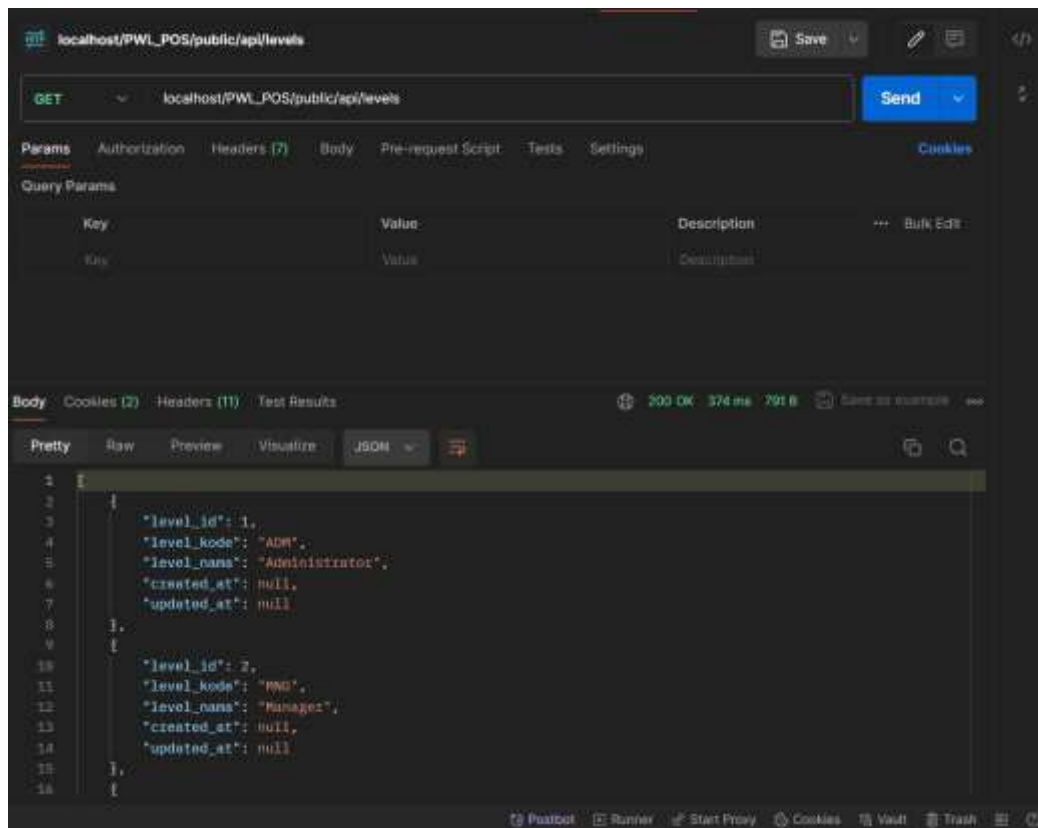 HTTP localhost/PWL_POS/public/api/levels Save
GET localhost/PWL_POS/public/api/levels Send
Params Authorization Headers (7) Body Pre-request Script Tests Settings Cookies
Query Params
Key Value Description ••• Bulk Edit
Key Value Description
Body Cookies (2) Headers (11) Test Results 200 OK 374 ms 791 B Save as example •••
Pretty Raw Preview Visualize JSON
1 [
2 {
3 "level_id": 1,
4 "level_kode": "ADM",
5 "level_nama": "Administrator",
6 "created_at": null,
7 "updated_at": null
8 },
9 {
10 "level_id": 2,
11 "level_kode": "MNG",
12 "level_nama": "Manager",
13 "created_at": null,
14 "updated_at": null
15 },
16 {
Postbot Runner Start Proxy Cookies Vault Trash